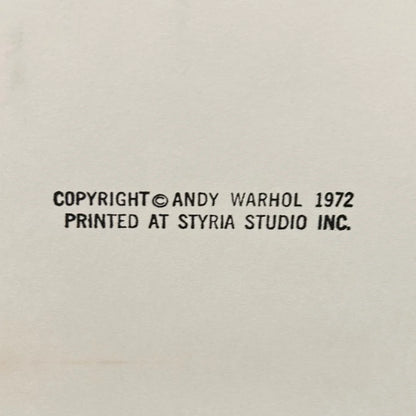 COPYRIGHT © ANDY WARHOL 1972
PRINTED AT STYRIA STUDIO INC.